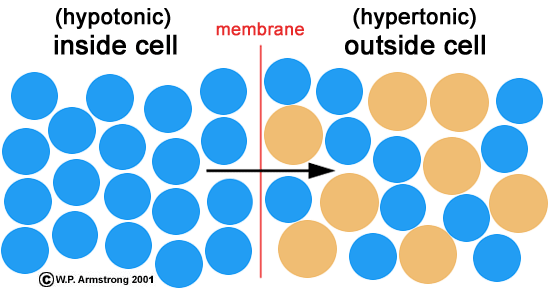 (hypotonic)
inside cell
membrane
(hypertonic)
outside cell
© W.P. Armstrong 2001